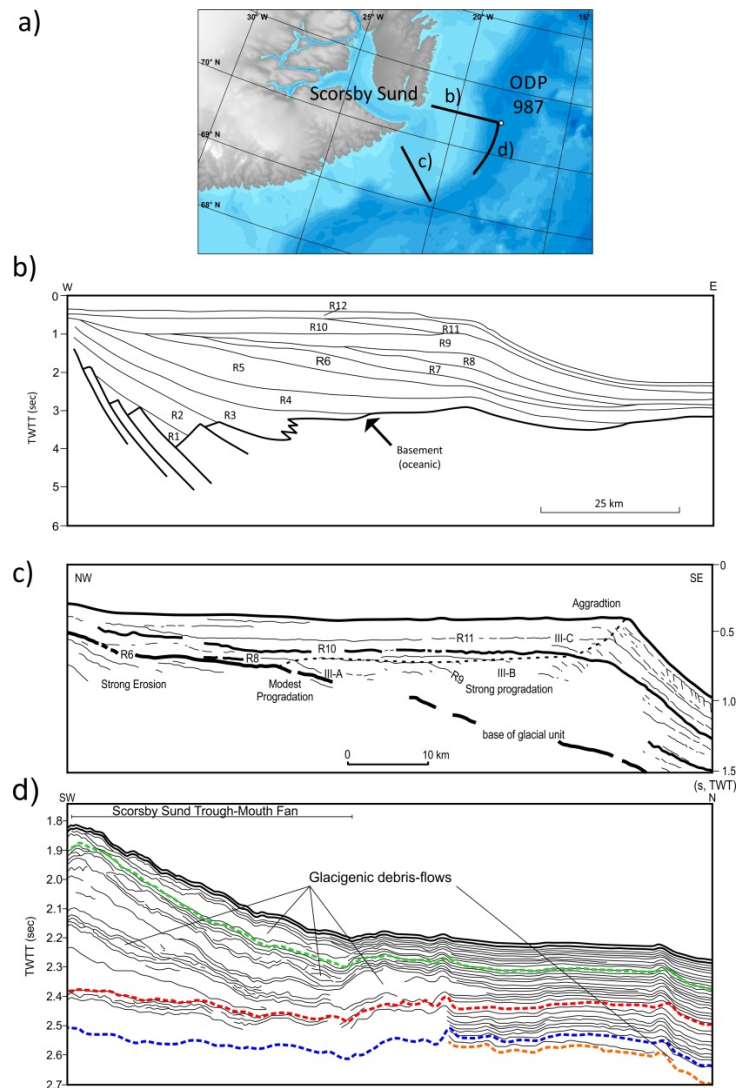 a)
30° W
25°W
20°W
15°
70° N
69° N
68° N
Scorsby Sund
ODP
987
b)
c)
d)
b)
W
E
0
1
2
3
4
5
6
TWTT (sec)
R12
R10
R11
R9
R8
R6
R7
R5
R4
R2
R3
R1
Basement
(oceanic)
25 km
c)
NW
SE
0
0.5
1.0
1.5
(s, TWT)
Aggradtion
R11
III-C
R10
R6
R8
III-A
R9
III-B
Strong Erosion
Modest
Progradation
Strong progradation
base of glacial unit
0
10 km
d)
SW
N
Scorsby Sund Trough-Mouth Fan
Glacigenic debris-flows
1.8
1.9
2.0
2.1
2.2
2.3
2.4
2.5
2.6
2.7
TWTT (sec)